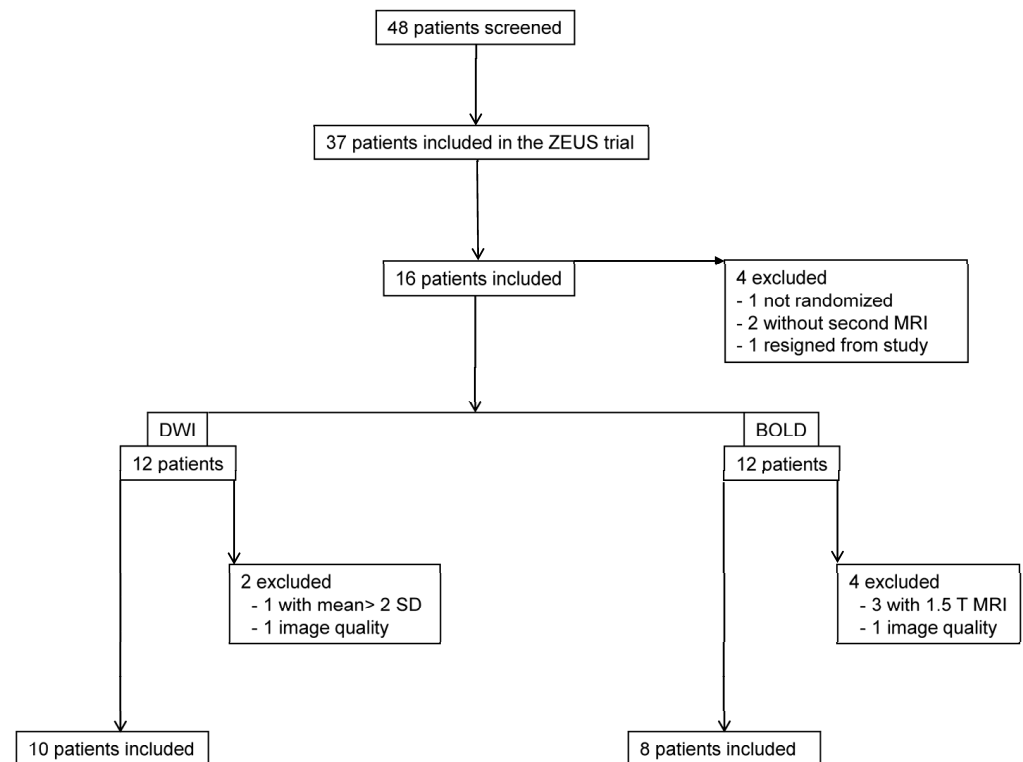 48 patients screened
37 patients included in the ZEUS trial
16 patients included
4 excluded
- 1 not randomized
- 2 without second MRI
- 1 resigned from study
DWI
12 patients
2 excluded
- 1 with mean> 2 SD
- 1 image quality
10 patients included
BOLD
12 patients
4 excluded
- 3 with 1.5 T MRI
- 1 image quality
8 patients included